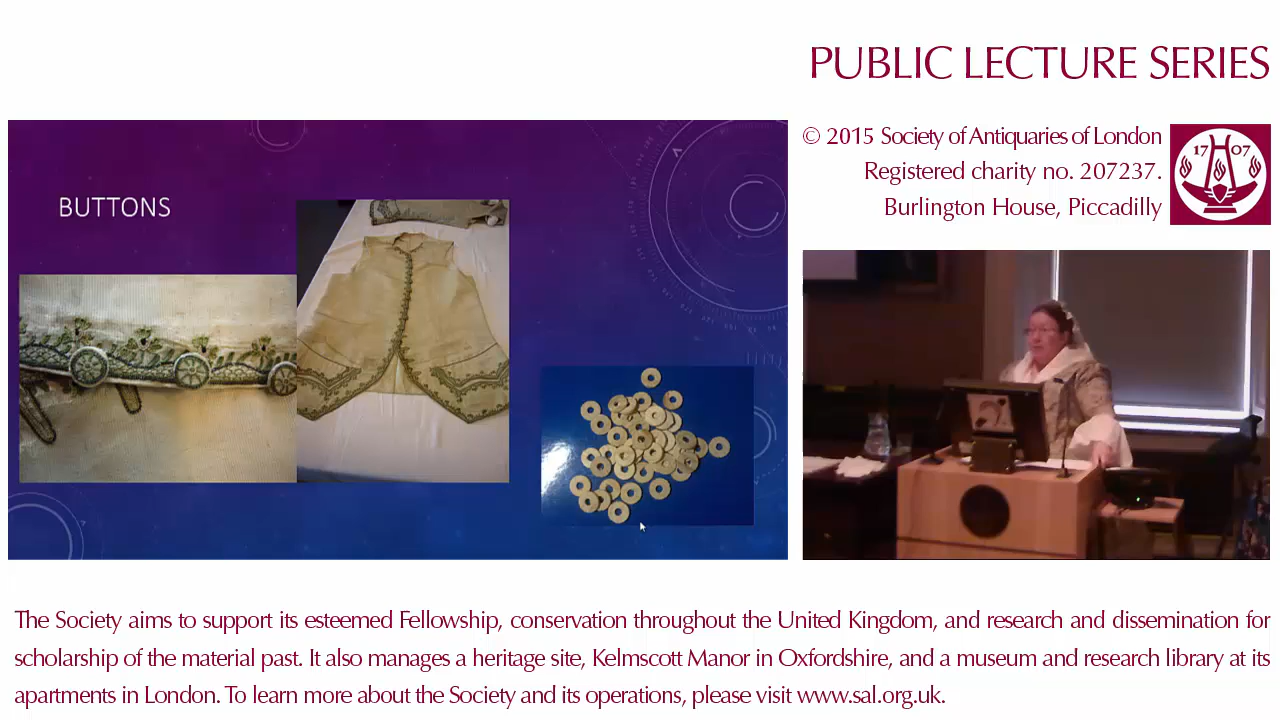 PUBLIC LECTURE SERIES
© 2015 Society of Antiquaries of London
Registered charity no. 207237.
Burlington House, Piccadilly
17 07
BUTTONS
The Society aims to support its esteemed Fellowship, conservation throughout the United Kingdom, and research and dissemination for
scholarship of the material past. It also manages a heritage site, Kelmscott Manor in Oxfordshire, and a museum and research library at its
apartments in London. To learn more about the Society and its operations, please visit www.sal.org.uk.